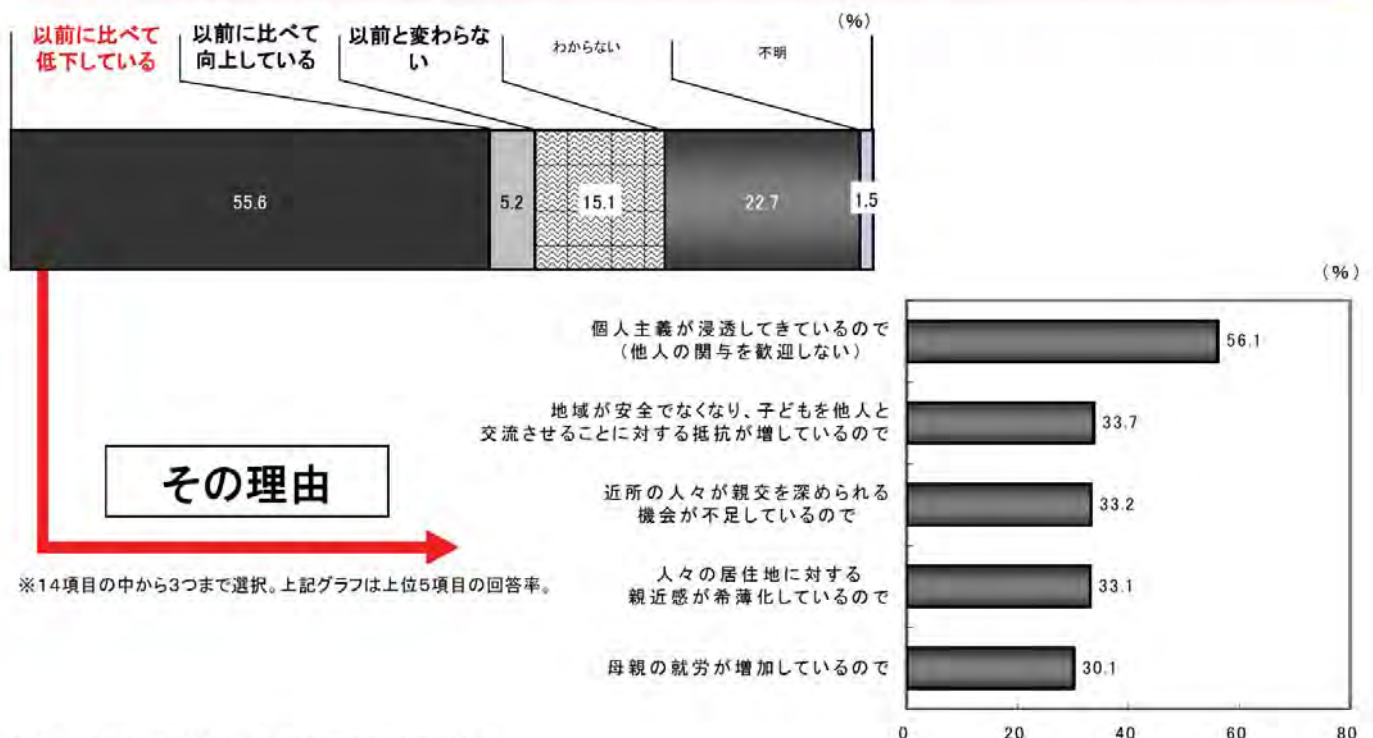 (%)
以前に比べて
低下している
以前に比べて
向上している
以前と変わらな
い
わからない
不明
55.6
5.2
15.1
22.7
1.5
(%)
個人主義が浸透してきているので
(他人の関与を歓迎しない)
56.1
地域が安全でなくなり、子どもを他人と
交流させることに対する抵抗が増しているので
33.7
その理由
近所の人々が親交を深められる
機会が不足しているので
33.2
人々の居住地に対する
親近感が希薄化しているので
33.1
※14項目の中から3つまで選択。上記グラフは上位5項目の回答率。
母親の就労が増加しているので
30.1
0 20 40 60 80